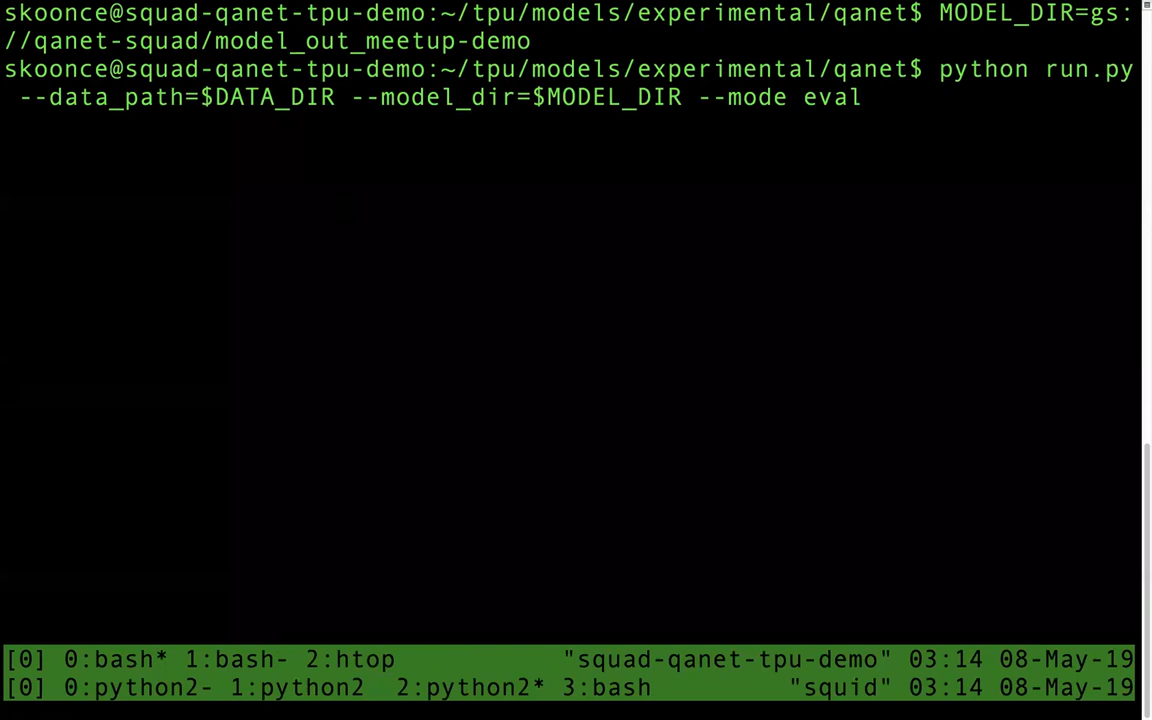 skoonce@squad-qanet-tpu-demo:~/tpu/models/experimental/qanet$ MODEL_DIR=gs:
//qanet-squad/model_out_meetup-demo
skoonce@squad-qanet-tpu-demo:~/tpu/models/experimental/qanet$ python run.py
--data_path=$DATA_DIR --model_dir=$MODEL_DIR --mode eval
[0] 0:bash* 1:bash- 2:htop "squad-qanet-tpu-demo" 03:14 08-May-19
[0] 0:python2- 1:python2 2:python2* 3:bash "squid" 03:14 08-May-19